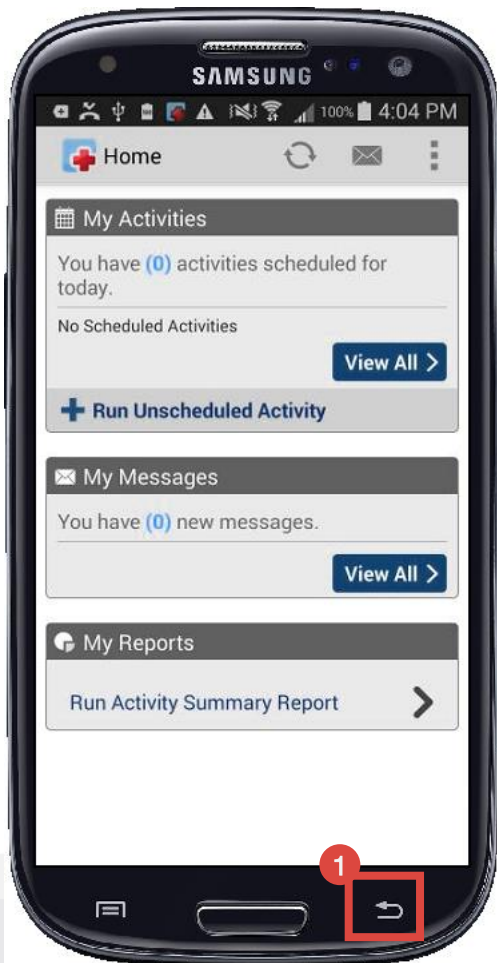 SAMSUNG
100% 4:04 PM
Home
My Activities
You have (0) activities scheduled for
today.
No Scheduled Activities
View All
Run Unscheduled Activity
My Messages
You have (0) new messages.
View All
My Reports
Run Activity Summary Report
1